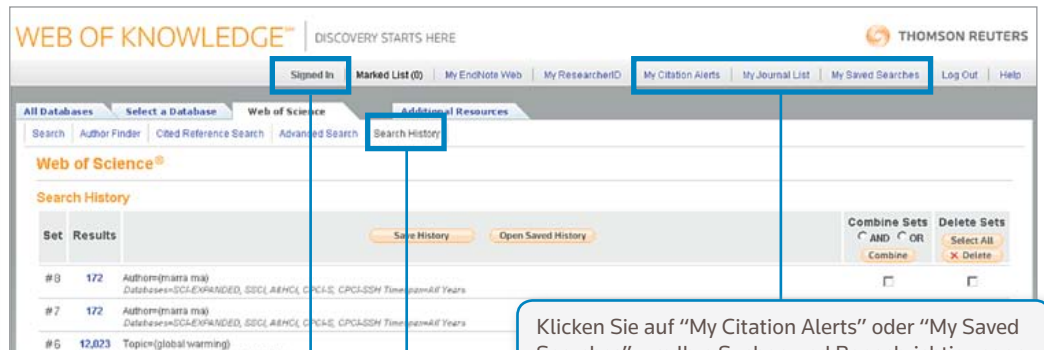 WEB OF KNOWLEDGE℠ DISCOVERY STARTS HERE THOMSON REUTERS
Signed In Marked List (0) My EndNote Web My ResearcherID My Citation Alerts My Journal List My Saved Searches Log Out Help
All Databases Select a Database Web of Science Additional Resources
Search Author Finder Cited Reference Search Advanced Search Search History
Web of Science®
Search History
Set Results Save History Open Saved History Combine Sets Delete Sets
AND OR Select All
Combine X Delete
#8 172 Author=(marra ma)
Databases=SCI-EXPANDED, SSCI, A&HCI, CPCI-S, CPCI-SSH Timespan=All Years
#7 172 Author=(marra ma)
Databases=SCI-EXPANDED, SSCI, A&HCI, CPCI-S, CPCI-SSH Timespan=All Years
#6 12,023 Topic=(global warming)
Klicken Sie auf "My Citation Alerts" oder "My Saved